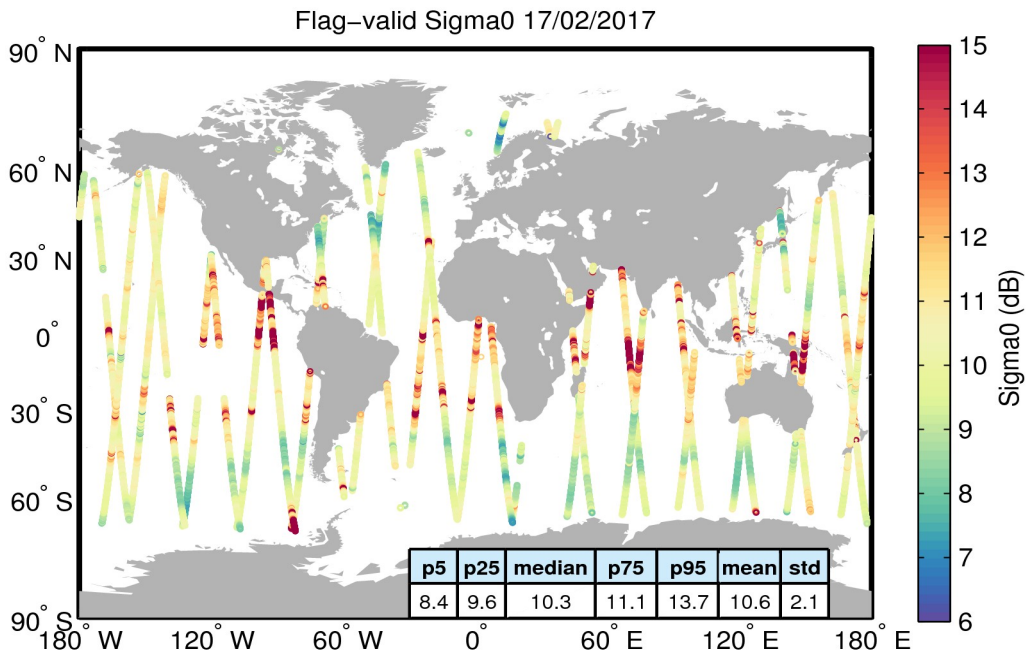 Flag−valid Sigma0 17/02/2017
90° N
60° N
30° N
0°
30° S
60° S
90° S
180° W
120° W
60° W
0°
60° E
120° E
180° E
15
14
13
12
11
10
9
8
7
6
Sigma0 (dB)
p5 p25 median p75 p95 mean std
8.4 9.6 10.3 11.1 13.7 10.6 2.1